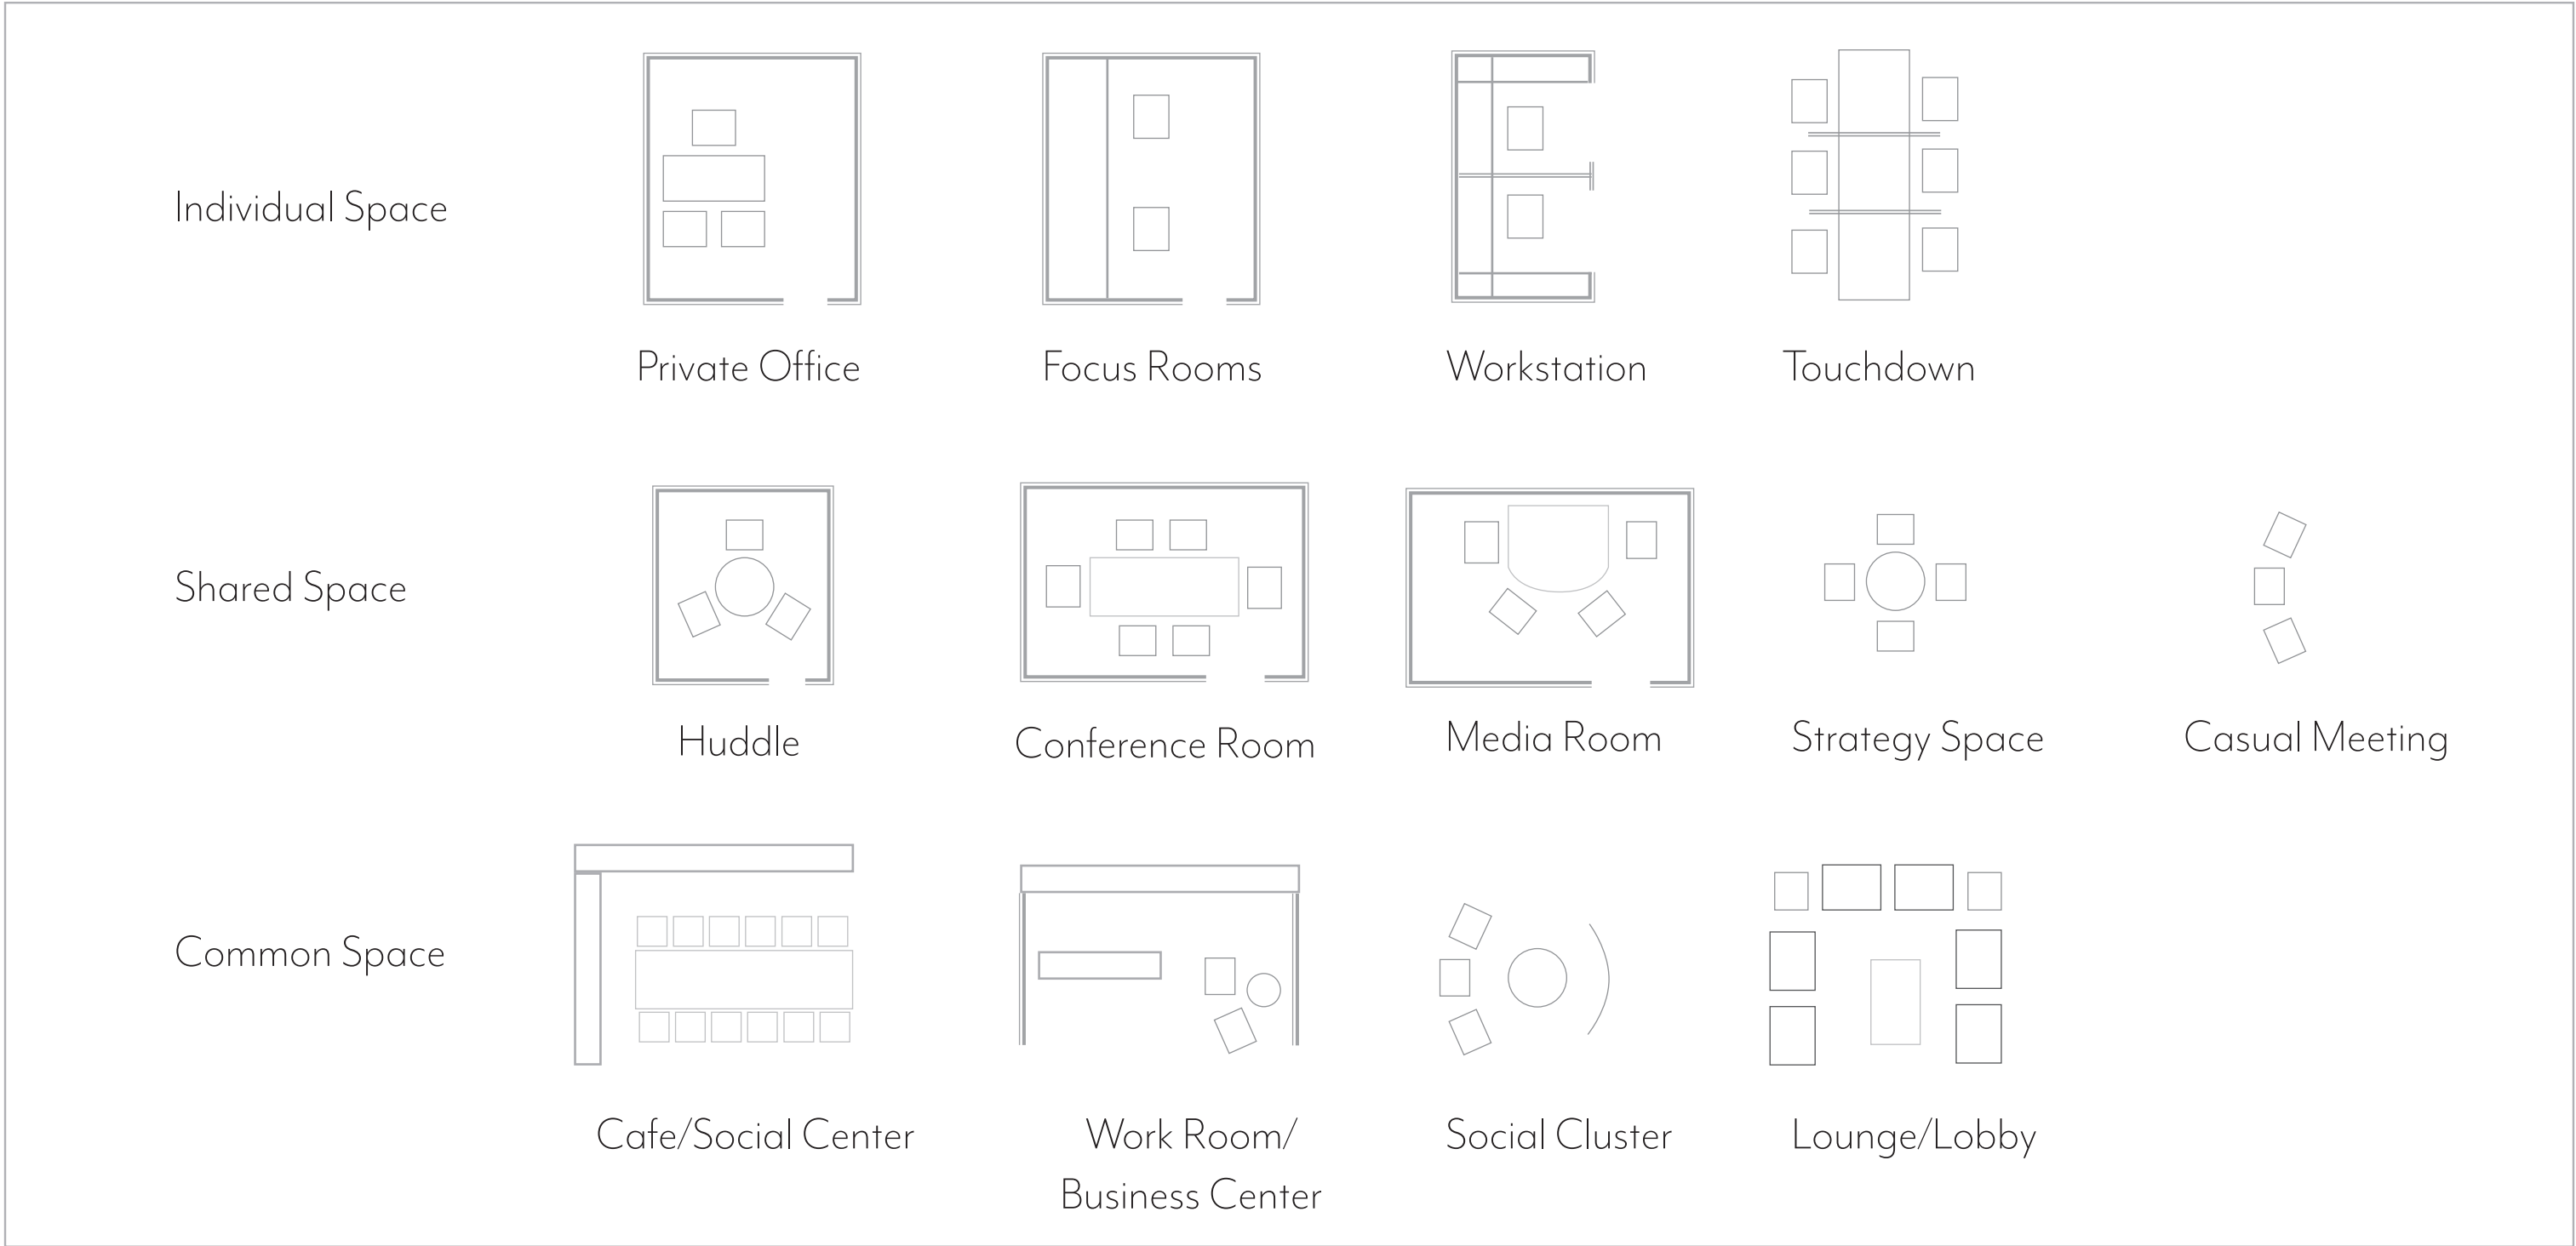 Individual Space
Private Office
Focus Rooms
Workstation
Touchdown
Shared Space
Huddle
Conference Room
Media Room
Strategy Space
Casual Meeting
Common Space
Cafe/Social Center
Work Room/
Business Center
Social Cluster
Lounge/Lobby